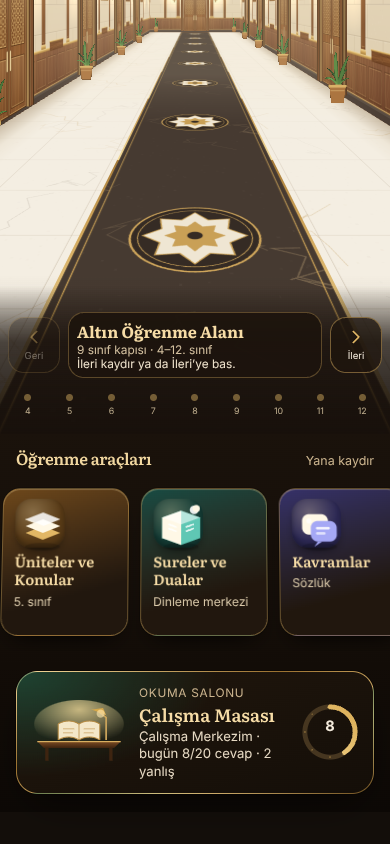 Altın Öğrenme Alanı
9 sınıf kapısı · 4–12. sınıf
İleri kaydır ya da İleri'ye bas.
Geri
İleri
4 5 6 7 8 9 10 11 12
Öğrenme araçları
Yana kaydır
Üniteler ve
Konular
5. sınıf
Sureler ve
Dualar
Dinleme merkezi
Kavramlar
Sözlük
OKUMA SALONU
Çalışma Masası
Çalışma Merkezim ·
bugün 8/20 cevap · 2
yanlış
8